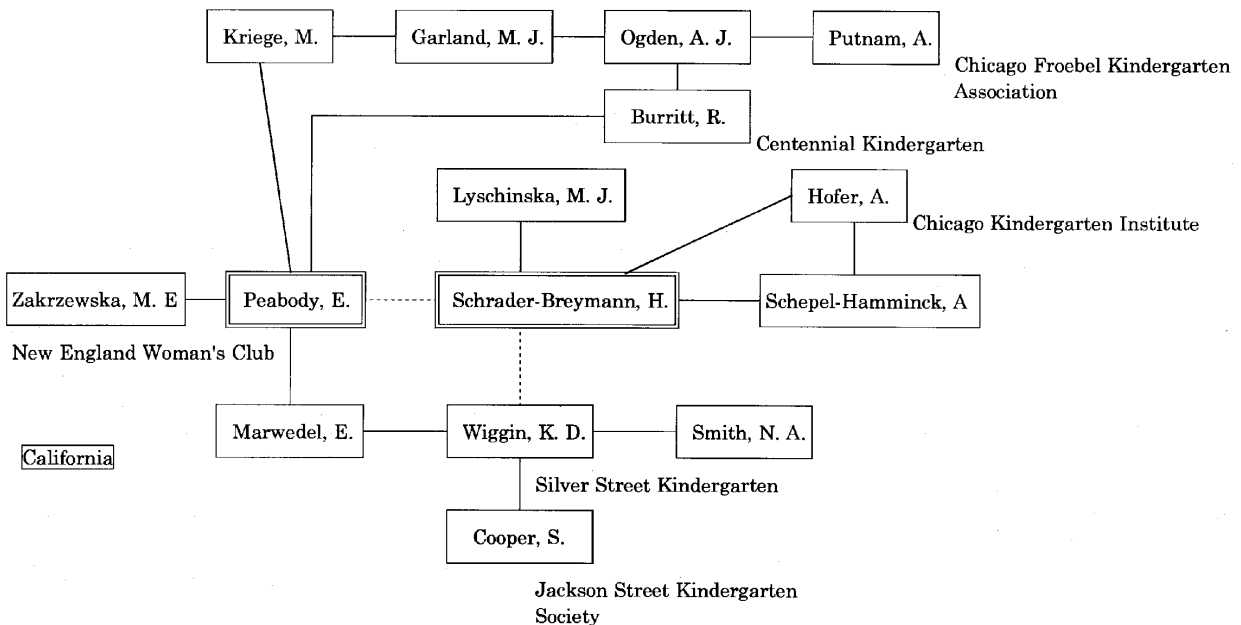 Kriege, M.
Garland, M. J.
Ogden, A. J.
Putnam, A.
Chicago Froebel Kindergarten
Association
Burritt, R.
Centennial Kindergarten
Lyschinska, M. J.
Hofer, A.
Chicago Kindergarten Institute
Zakrzewska, M. E
Peabody, E.
Schrader-Breymann, H.
Schepel-Hamminck, A
New England Woman's Club
Marwedel, E.
Wiggin, K. D.
Smith, N. A.
California
Silver Street Kindergarten
Cooper, S.
Jackson Street Kindergarten
Society